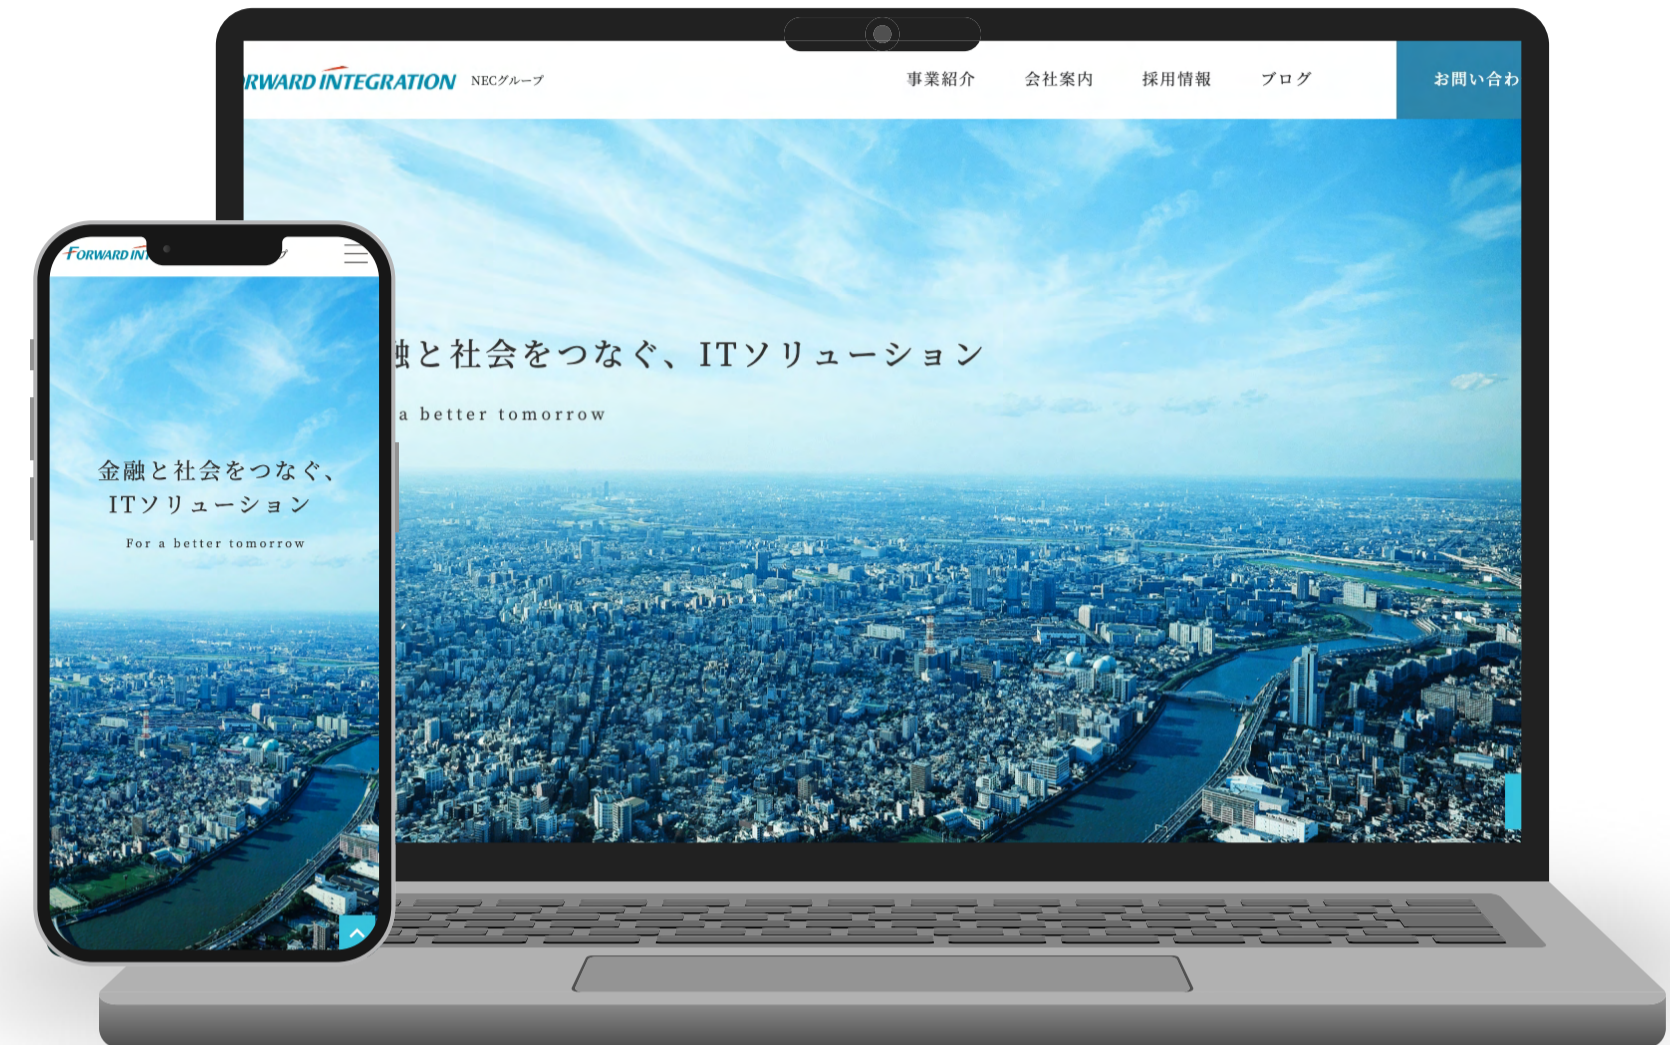 RWARD INTEGRATION NECグループ
事業紹介 会社案内 採用情報 ブログ お問い合わ
融と社会をつなぐ、ITソリューション
a better tomorrow
FORWARD INT
金融と社会をつなぐ、
ITソリューション
For a better tomorrow